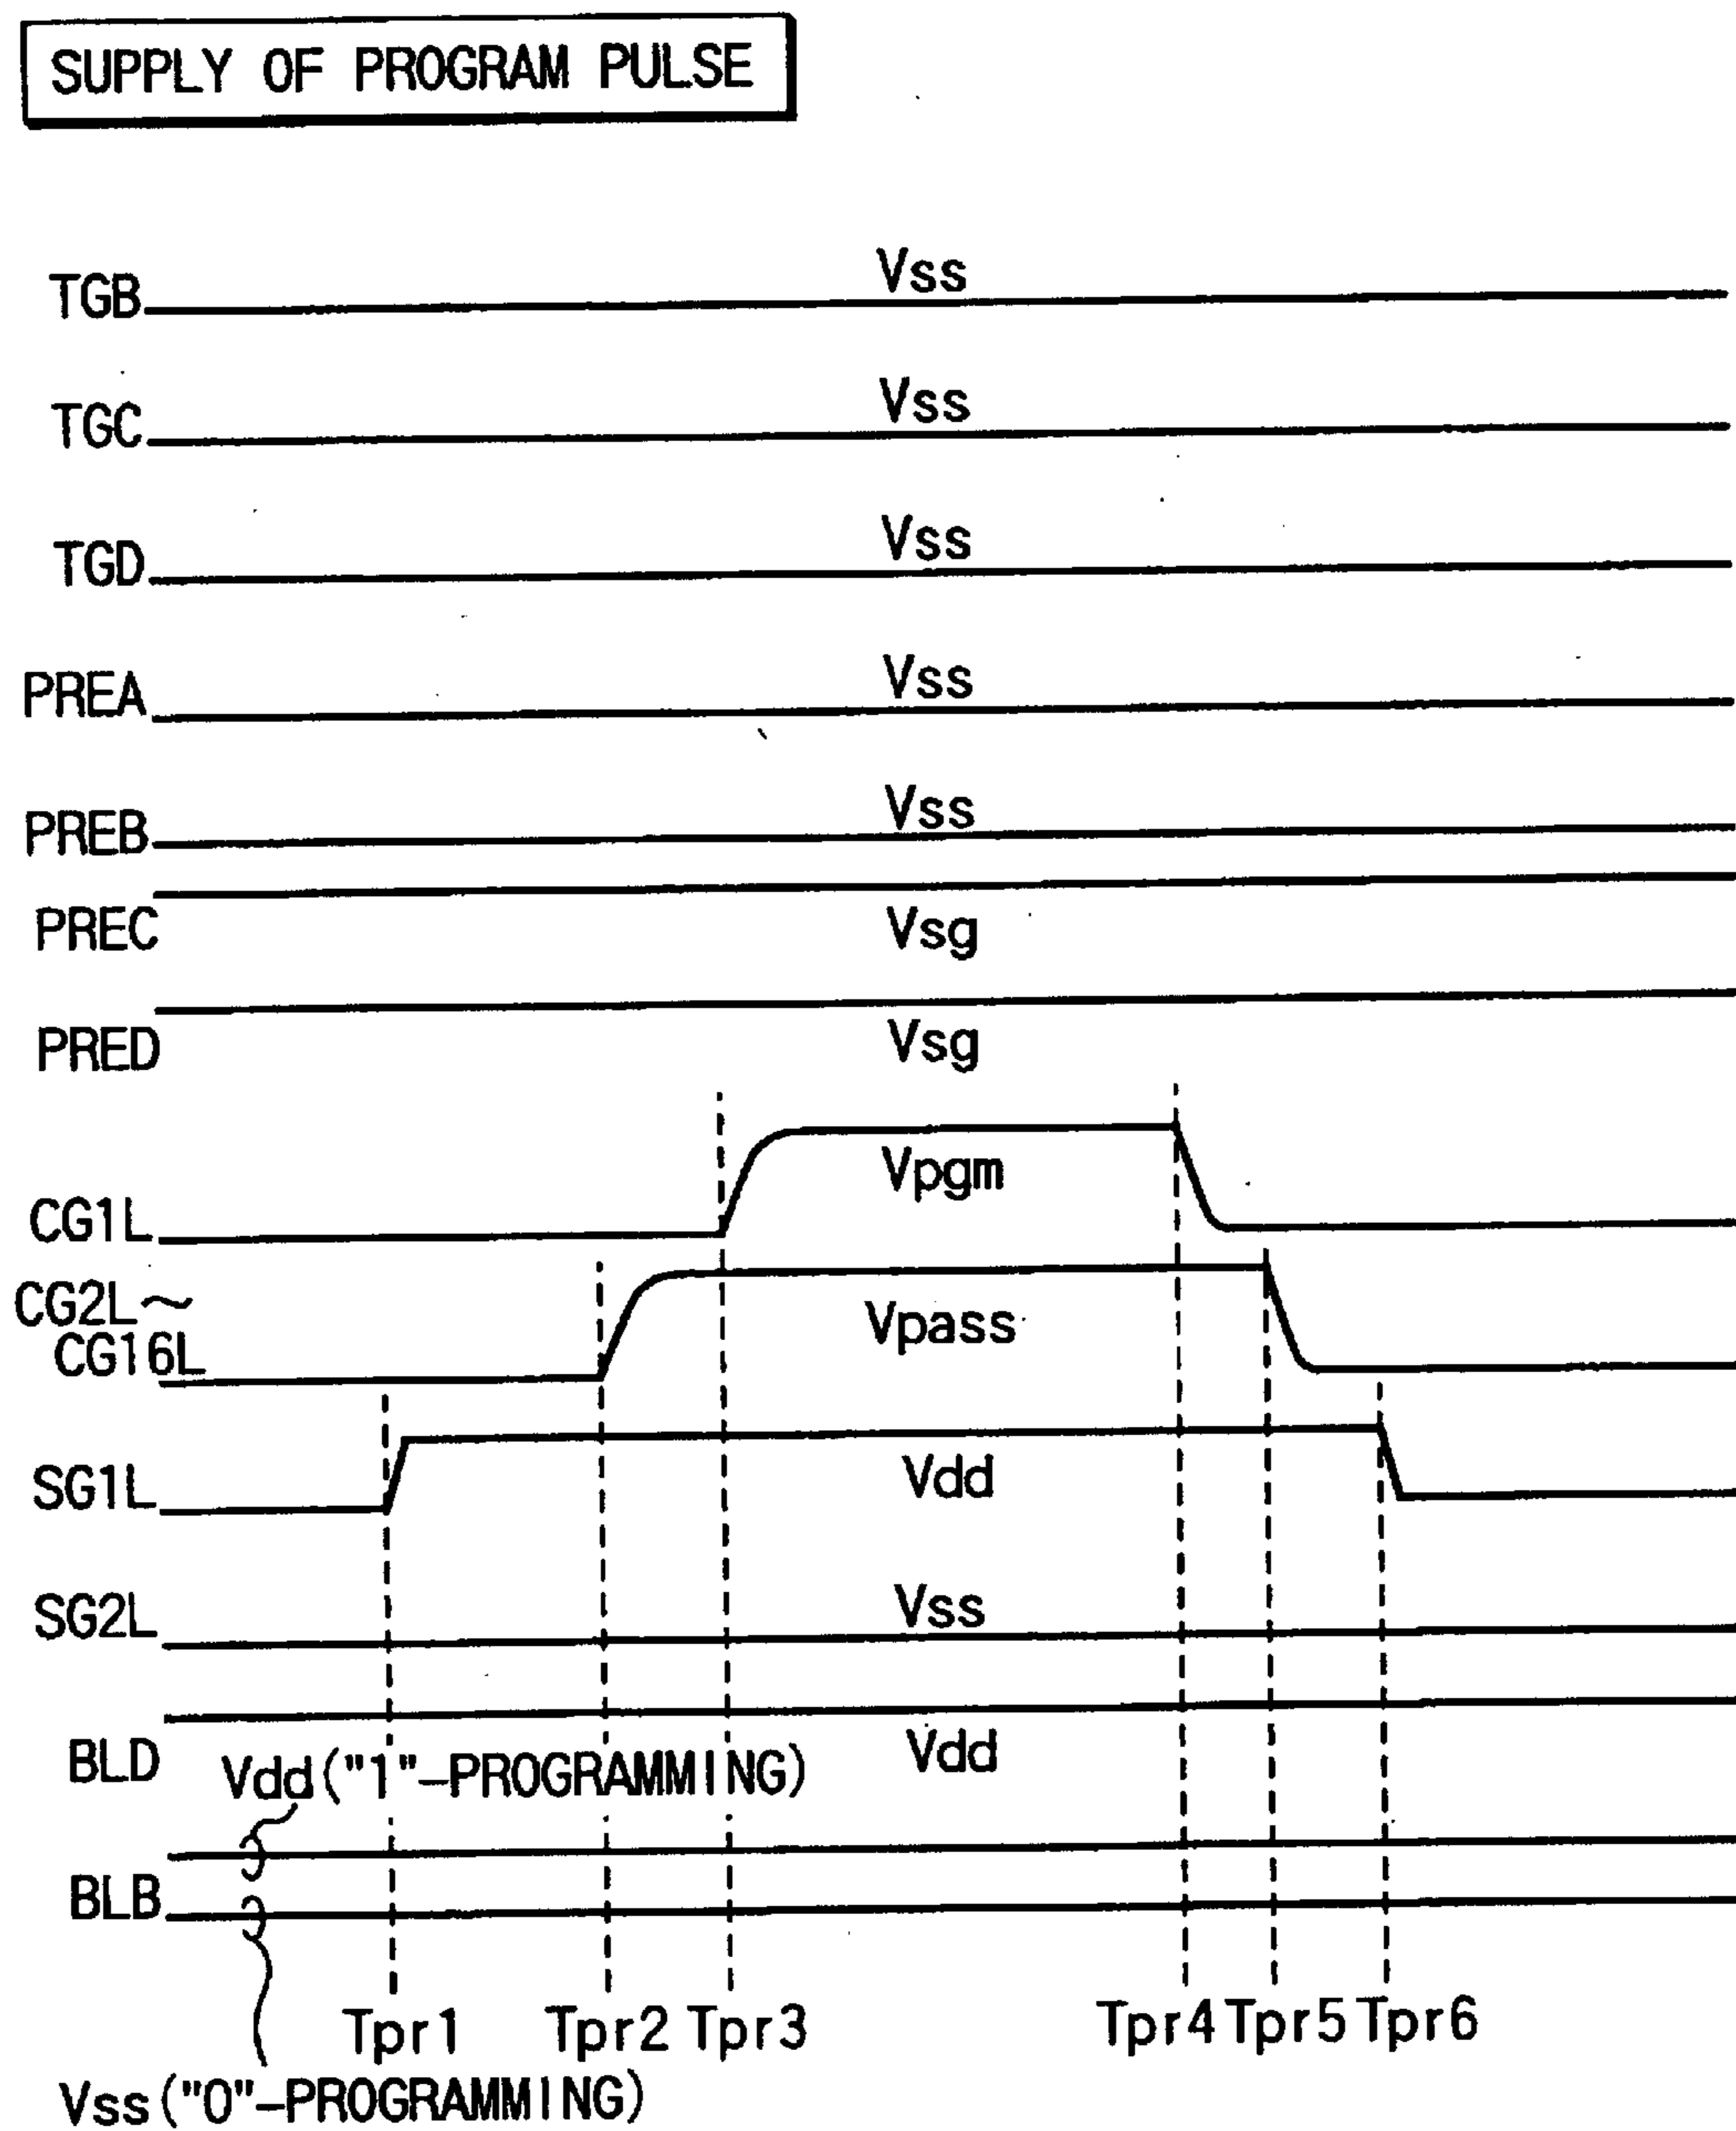 SUPPLY OF PROGRAM PULSE
TGB Vss
TGC Vss
TGD Vss
PREA Vss
PREB Vss
PREC Vsg
PRED Vsg
CG1L Vpgm
CG2L~
CG16L Vpass
SG1L Vdd
SG2L Vss
BLD Vdd
Vdd("1"-PROGRAMMING)
BLB
Tpr1 Tpr2 Tpr3 Tpr4 Tpr5 Tpr6
Vss("0"-PROGRAMMING)